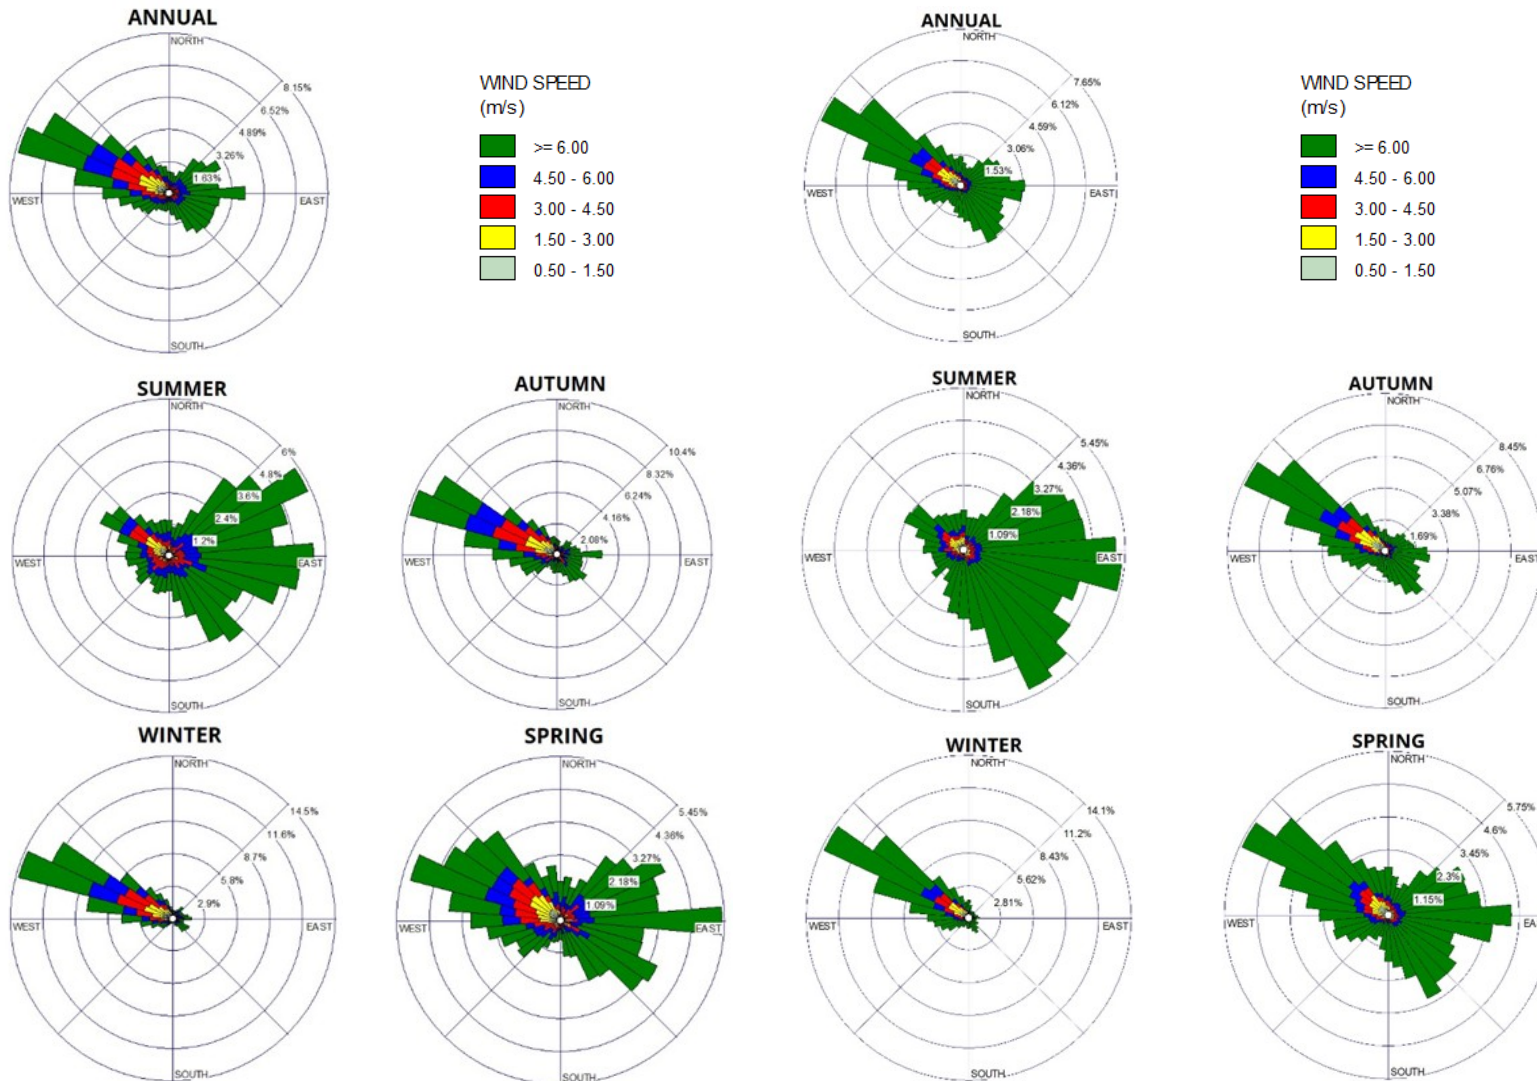 ANNUAL
NORTH
8.15%
6.52%
4.89%
3.26%
1.63%
WEST
EAST
SOUTH
WIND SPEED
(m/s)
>= 6.00
4.50 - 6.00
3.00 - 4.50
1.50 - 3.00
0.50 - 1.50
ANNUAL
NORTH
7.65%
6.12%
4.59%
3.06%
1.53%
WEST
EAST
SOUTH
WIND SPEED
(m/s)
>= 6.00
4.50 - 6.00
3.00 - 4.50
1.50 - 3.00
0.50 - 1.50
SUMMER
NORTH
6%
4.8%
3.6%
2.4%
1.2%
WEST
EAST
SOUTH
AUTUMN
NORTH
10.4%
8.32%
6.24%
4.16%
2.08%
WEST
EAST
SOUTH
SUMMER
NORTH
5.45%
4.36%
3.27%
2.18%
1.09%
WEST
EAST
SOUTH
AUTUMN
NORTH
8.45%
6.76%
5.07%
3.38%
1.69%
WEST
EAST
SOUTH
WINTER
NORTH
14.5%
11.6%
8.7%
5.8%
2.9%
WEST
EAST
SOUTH
SPRING
NORTH
5.45%
4.36%
3.27%
2.18%
1.09%
WEST
EAST
SOUTH
WINTER
NORTH
14.1%
11.2%
8.43%
5.62%
2.81%
WEST
EAST
SOUTH
SPRING
NORTH
5.75%
4.6%
3.45%
2.3%
1.15%
WEST
EA
SOUTH